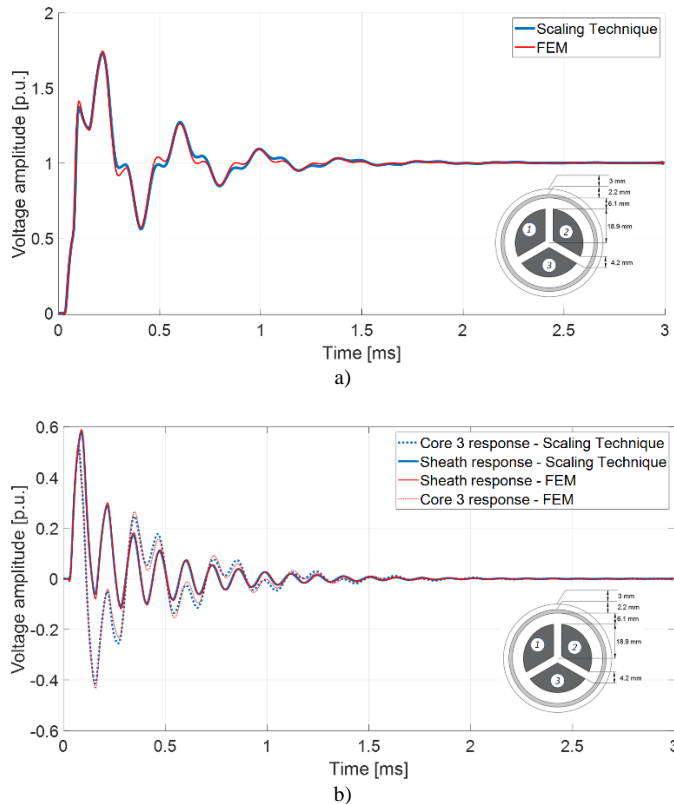 2
1.5
1
0.5
0
Voltage amplitude [p.u.]
Scaling Technique
FEM
3 mm
2.2 mm
6.1 mm
18.9 mm
4.2 mm
1
2
3
0 0.5 1 1.5 2 2.5 3
Time [ms]
a)
0.6
0.4
0.2
0
-0.2
-0.4
-0.6
Voltage amplitude [p.u.]
Core 3 response - Scaling Technique
Sheath response - Scaling Technique
Sheath response - FEM
Core 3 response - FEM
3 mm
2.2 mm
6.1 mm
18.9 mm
4.2 mm
1
2
3
0 0.5 1 1.5 2 2.5 3
Time [ms]
b)